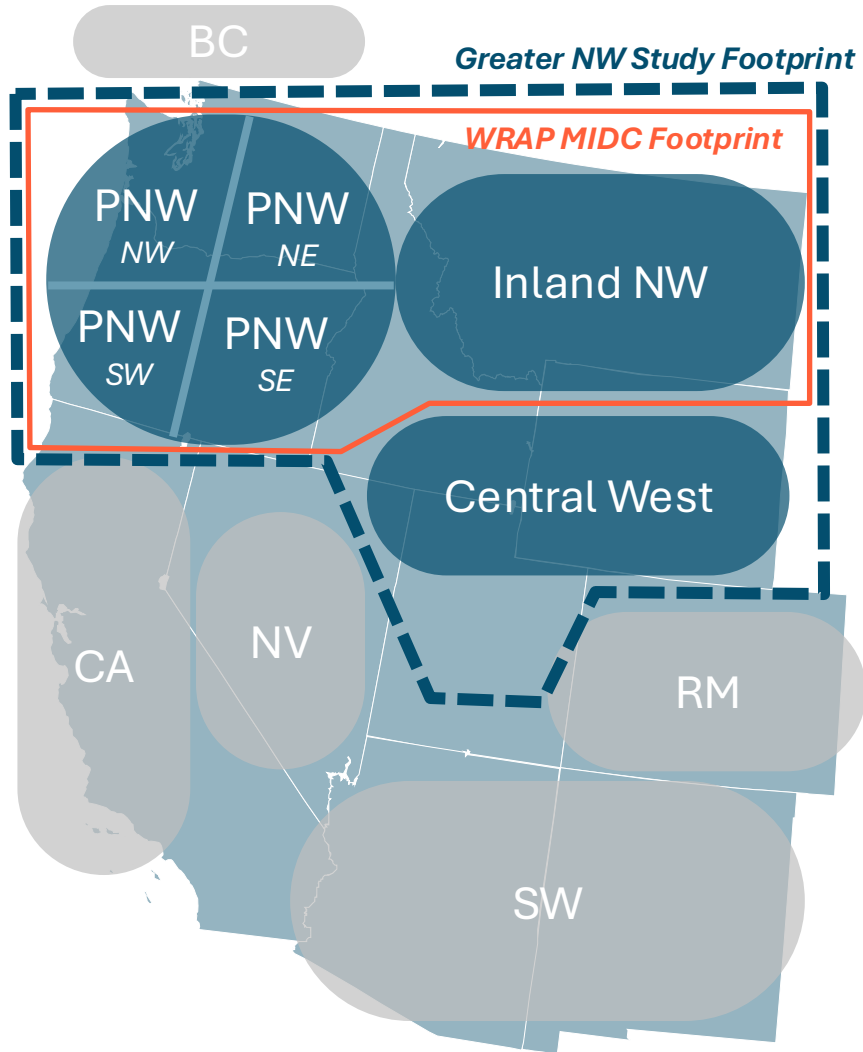 BC
Greater NW Study Footprint
WRAP MIDC Footprint
PNW
NW
PNW
NE
Inland NW
PNW
SW
PNW
SE
Central West
CA
NV
RM
SW